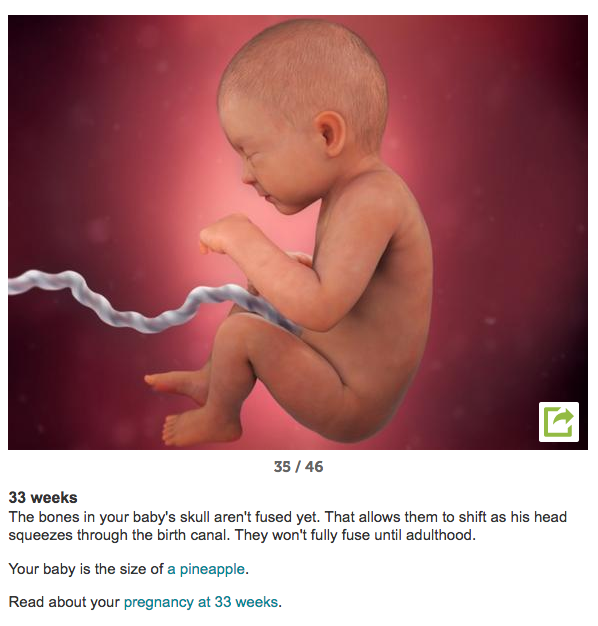 35 / 46
33 weeks
The bones in your baby's skull aren't fused yet. That allows them to shift as his head
squeezes through the birth canal. They won't fully fuse until adulthood.
Your baby is the size of a pineapple.
Read about your pregnancy at 33 weeks.